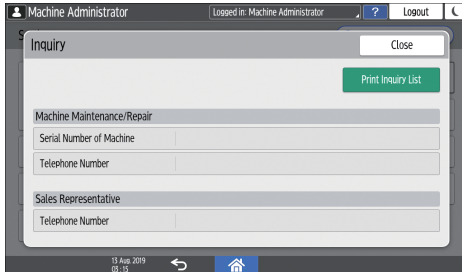 Machine Administrator
Logged in: Machine Administrator
?
Logout
S
Inquiry
Close
Print Inquiry List
Machine Maintenance/Repair
Serial Number of Machine
Telephone Number
Sales Representative
Telephone Number
13 Aug. 2019
03 : 15